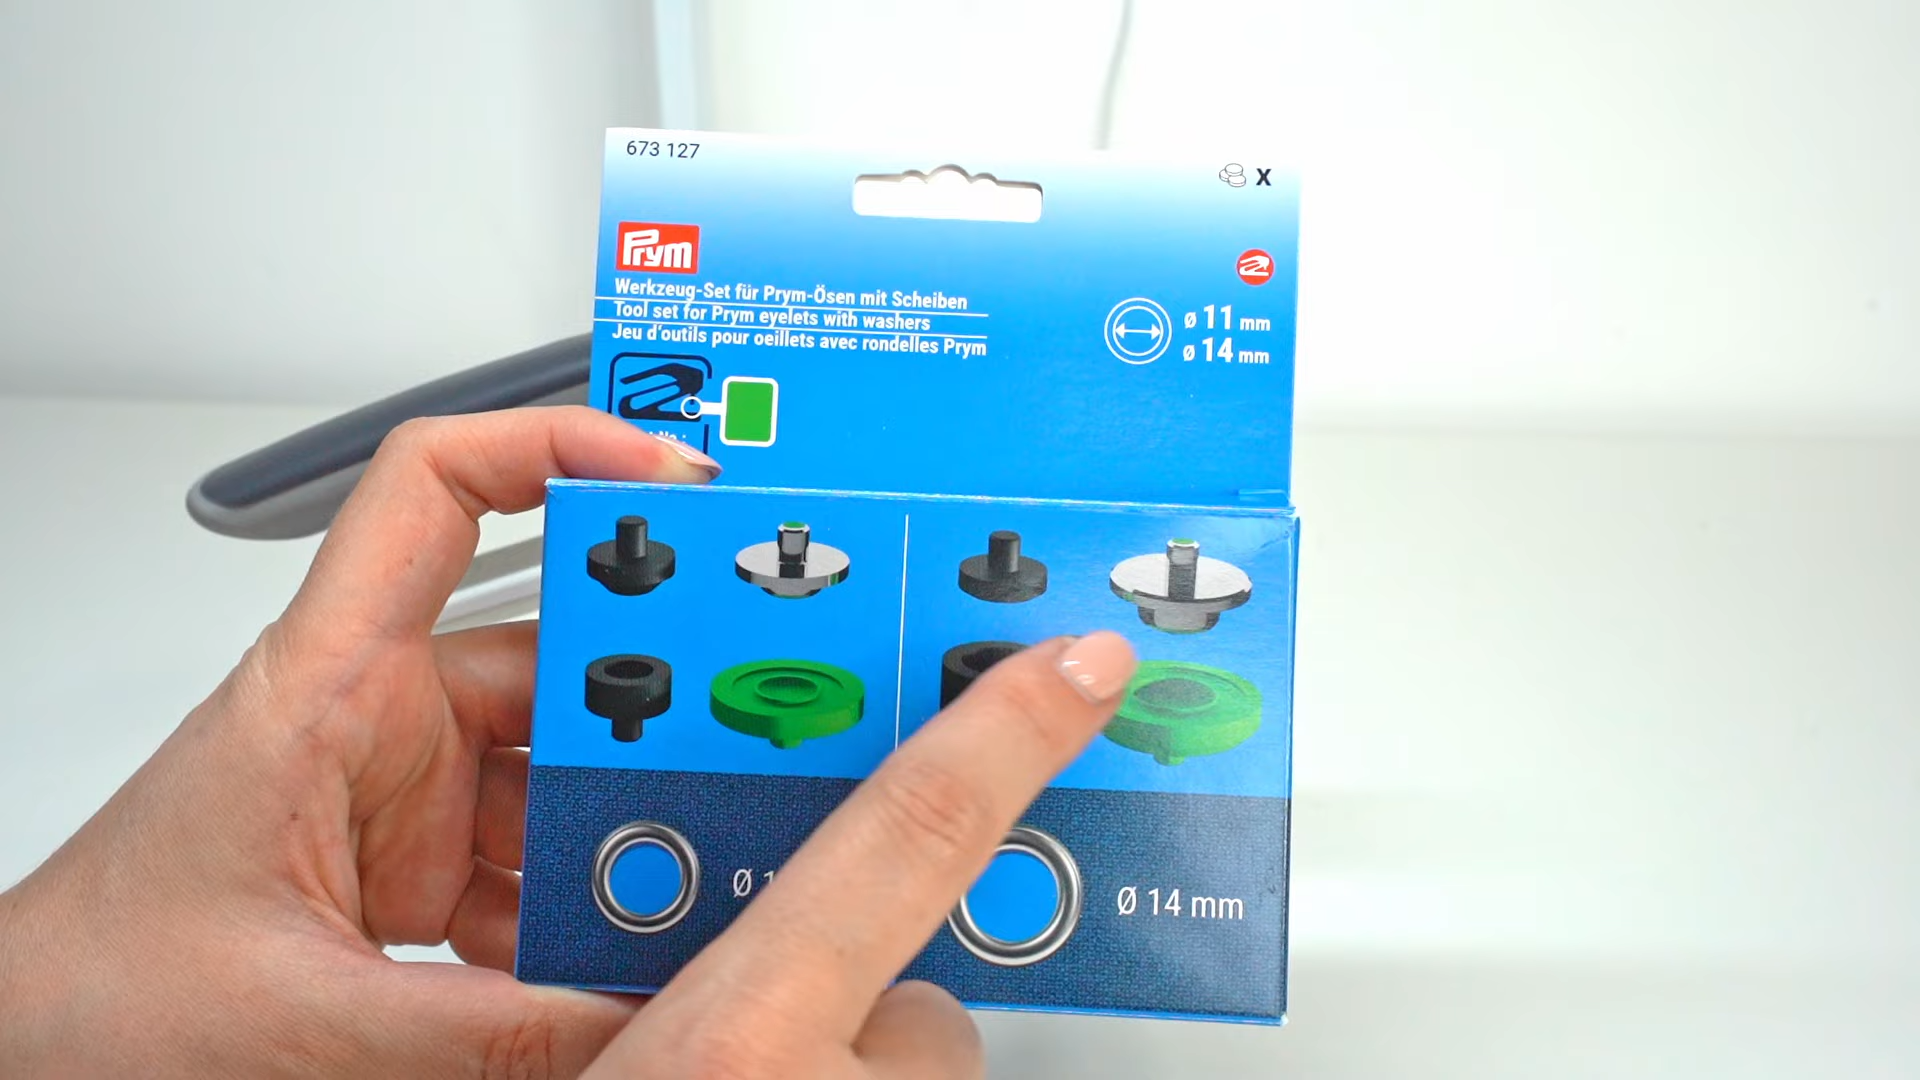 673 127
X
Prym
Werkzeug-Set für Prym-Ösen mit Scheiben
Tool set for Prym eyelets with washers
Jeu d'outils pour oeillets avec rondelles Prym
ø 11 mm
ø 14 mm
Ø 14 mm